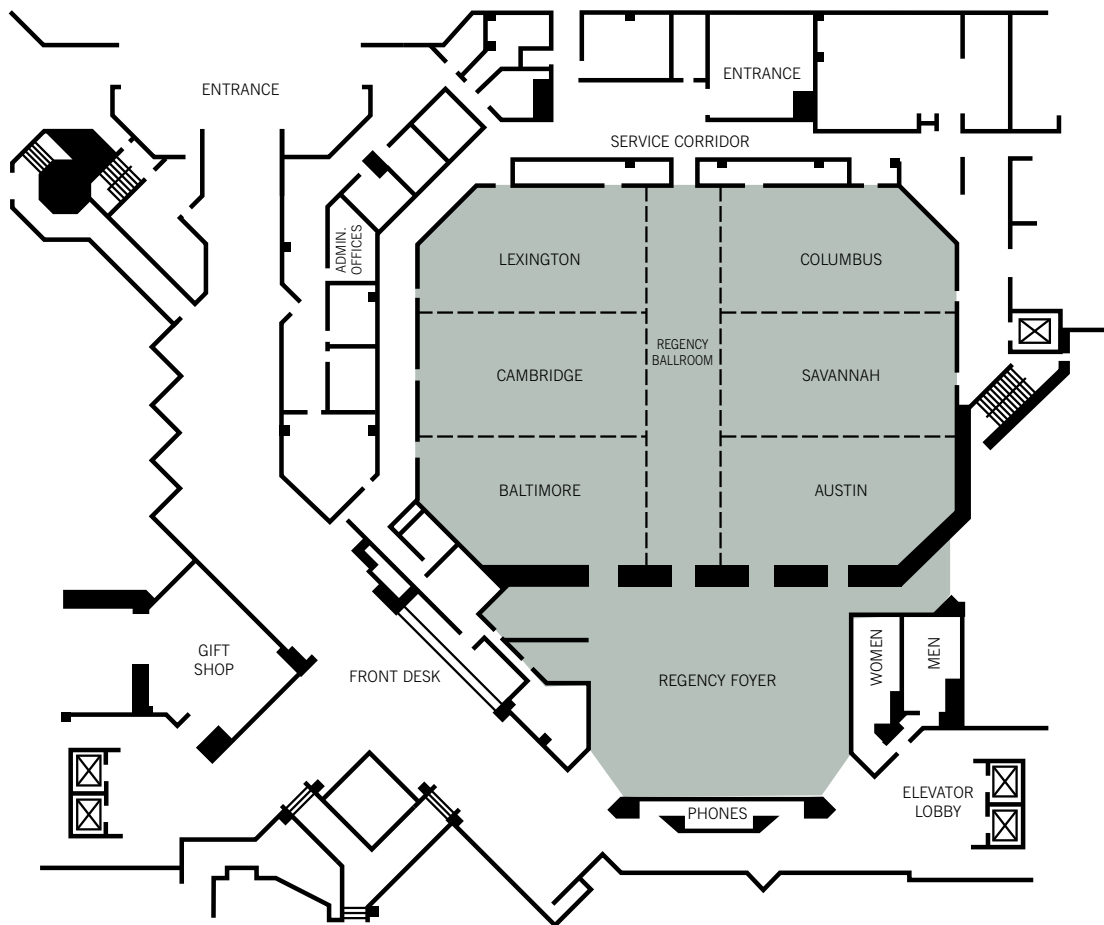 ENTRANCE
ENTRANCE
SERVICE CORRIDOR
ADMIN.
OFFICES
LEXINGTON
COLUMBUS
REGENCY
BALLROOM
CAMBRIDGE
SAVANNAH
BALTIMORE
AUSTIN
GIFT
SHOP
FRONT DESK
REGENCY FOYER
WOMEN
MEN
PHONES
ELEVATOR
LOBBY